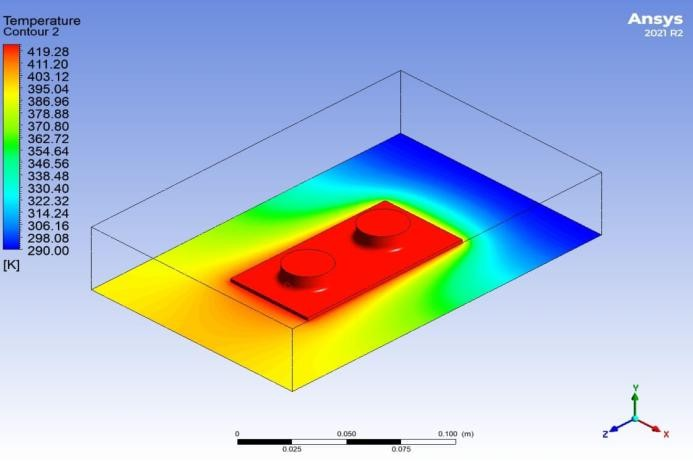 Temperature
Contour 2
419.28
411.20
403.12
395.04
386.96
378.88
370.80
362.72
354.64
346.56
338.48
330.40
322.32
314.24
306.16
298.08
290.00
[K]
Ansys
2021 R2
0 0.050 0.100 (m)
0.025 0.075
Y
Z X